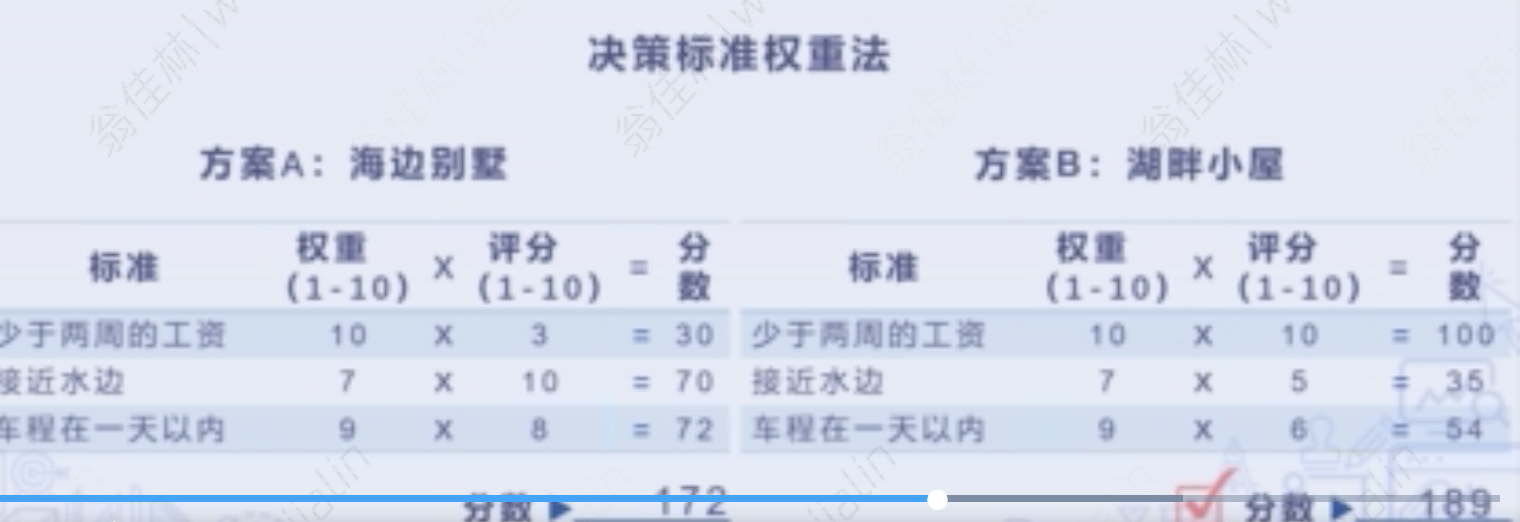 决策标准权重法
方案A：海边别墅
标准 权重(1-10) X 评分(1-10) = 分数
少于两周的工资 10 X 3 = 30
接近水边 7 X 10 = 70
车程在一天以内 9 X 8 = 72
分数▶ 172
方案B：湖畔小屋
标准 权重(1-10) X 评分(1-10) = 分数
少于两周的工资 10 X 10 = 100
接近水边 7 X 5 = 35
车程在一天以内 9 X 6 = 54
分数▶ 189
翁佳林|w
翁佳林
翁佳林|w
jialin
jialin
jialin